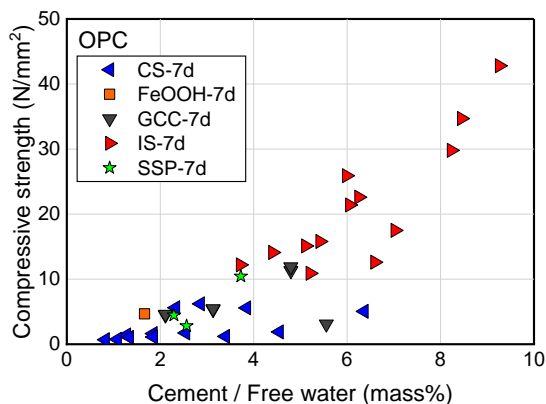 50
40
30
20
10
0
Compressive strength (N/mm²)
OPC
CS-7d
FeOOH-7d
GCC-7d
IS-7d
SSP-7d
0 2 4 6 8 10
Cement / Free water (mass%)